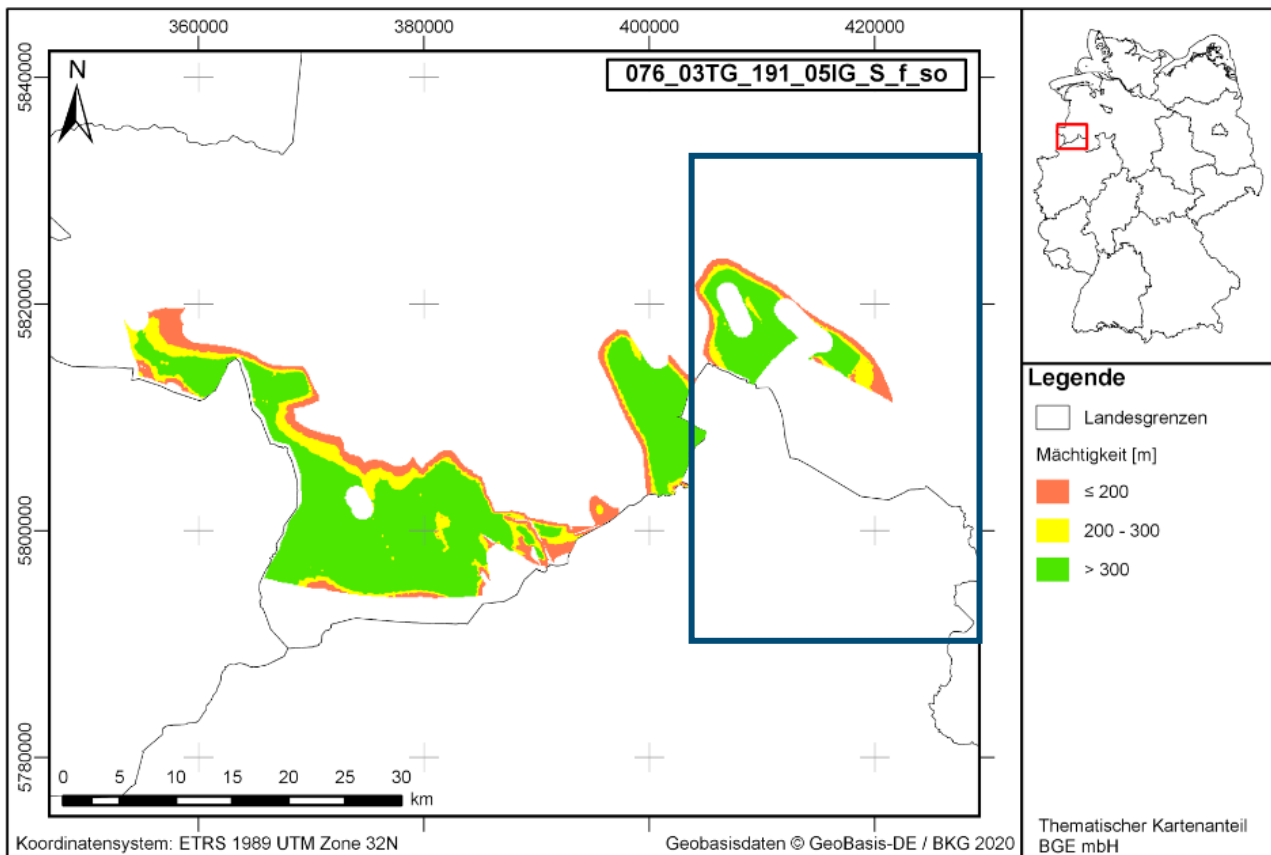 360000 380000 400000 420000
076_03TG_191_05IG_S_f_so
N
5840000
5820000
5800000
5780000
0 5 10 15 20 25 30
km
Koordinatensystem: ETRS 1989 UTM Zone 32N
Geobasisdaten © GeoBasis-DE / BKG 2020
Legende
Landesgrenzen
Mächtigkeit [m]
≤ 200
200 - 300
> 300
Thematischer Kartenanteil
BGE mbH